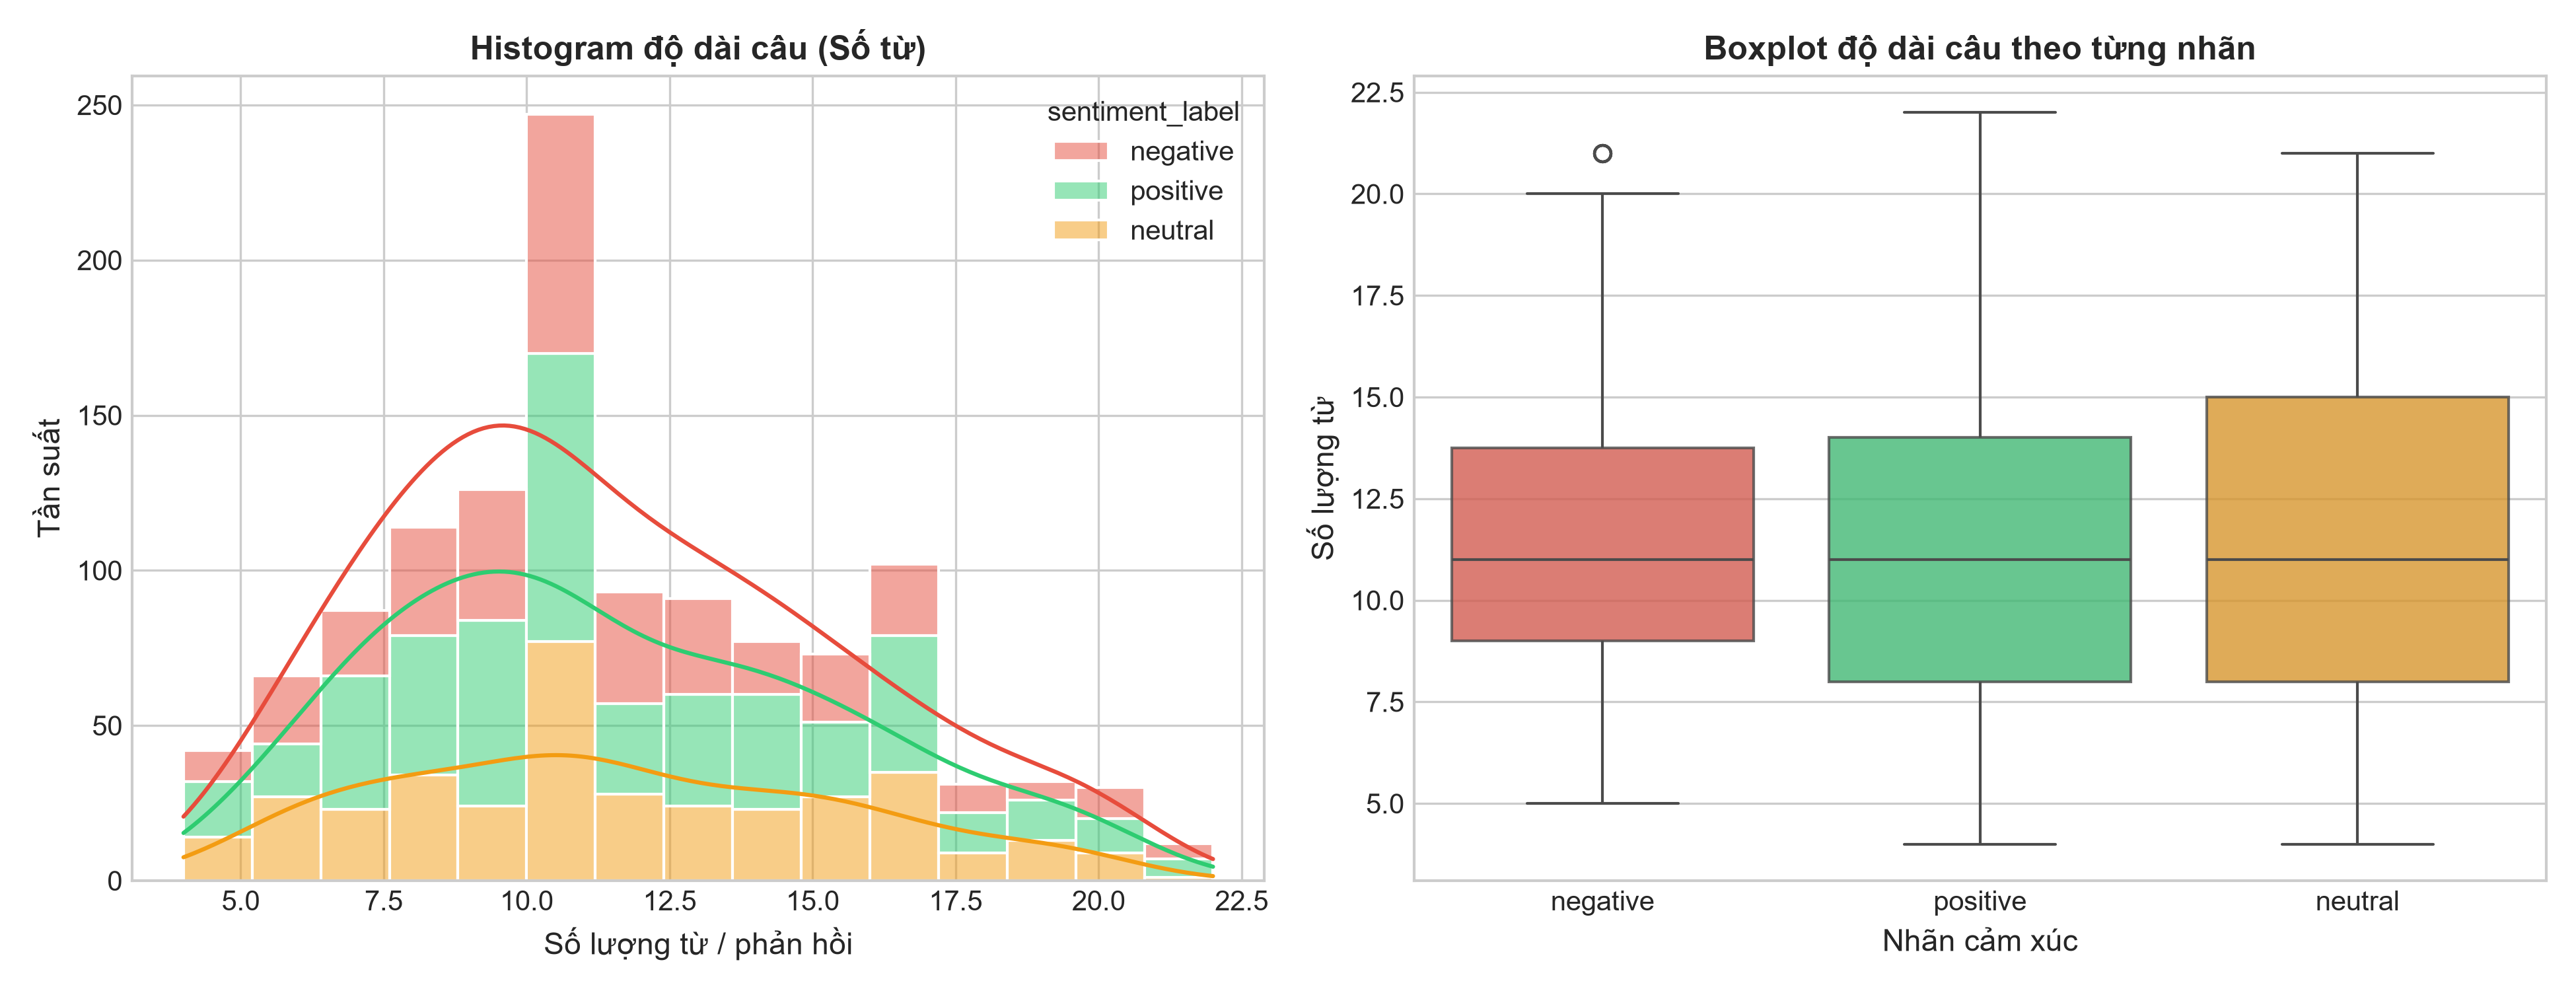 Histogram độ dài câu (Số từ)
250
200
150
100
50
0
Tần suất
sentiment_label
negative
positive
neutral
5.0 7.5 10.0 12.5 15.0 17.5 20.0 22.5
Số lượng từ / phản hồi
Boxplot độ dài câu theo từng nhãn
22.5
20.0
17.5
15.0
12.5
10.0
7.5
5.0
Số lượng từ
negative positive neutral
Nhãn cảm xúc